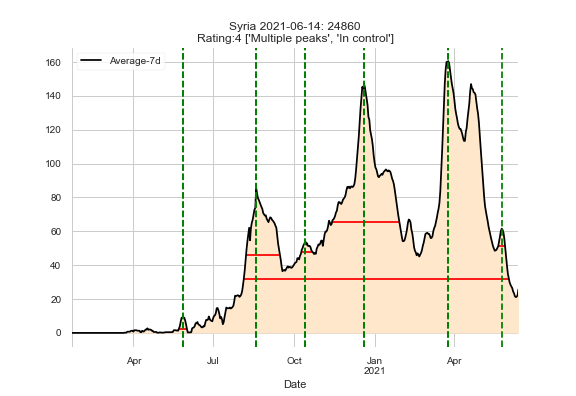 Syria 2021-06-14: 24860
Rating:4 ['Multiple peaks', 'In control']
Average-7d
160
140
120
100
80
60
40
20
0
Apr
Jul
Oct
Jan
2021
Apr
Date